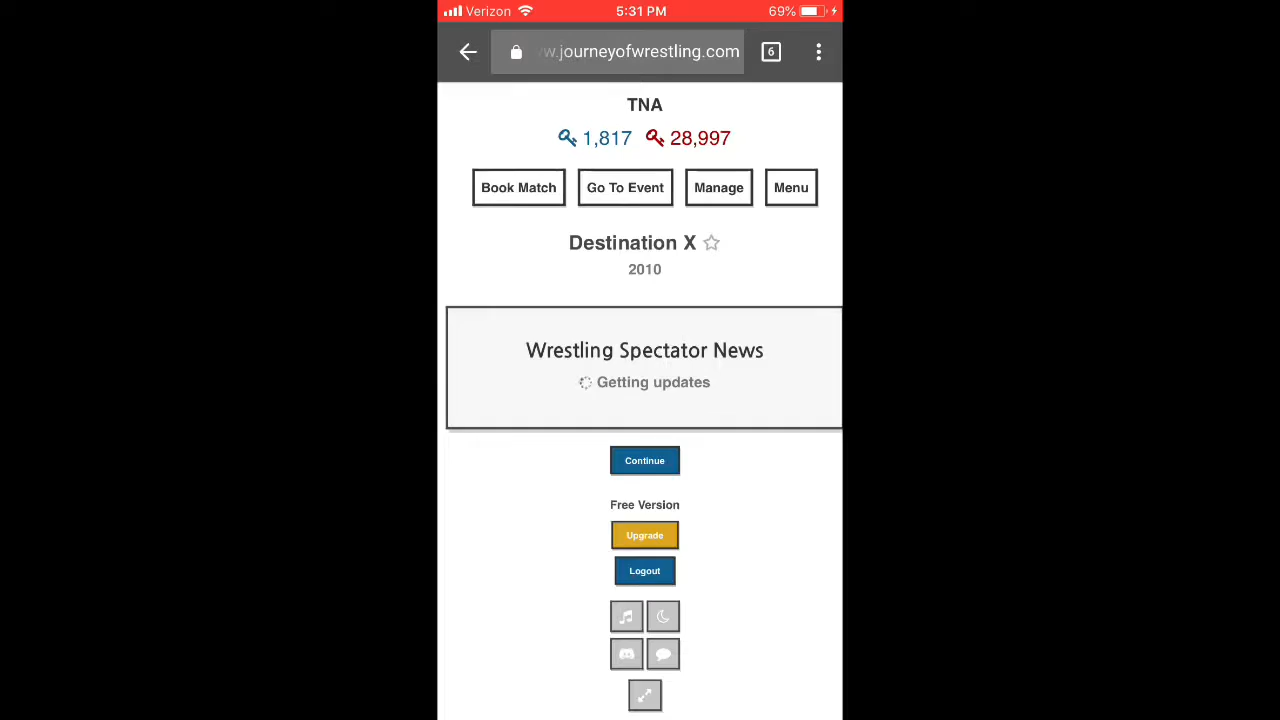 Verizon 5:31 PM 69%
w.journeyofwrestling.com 6
TNA
1,817 28,997
Book Match Go To Event Manage Menu
Destination X
2010
Wrestling Spectator News
Getting updates
Continue
Free Version
Upgrade
Logout